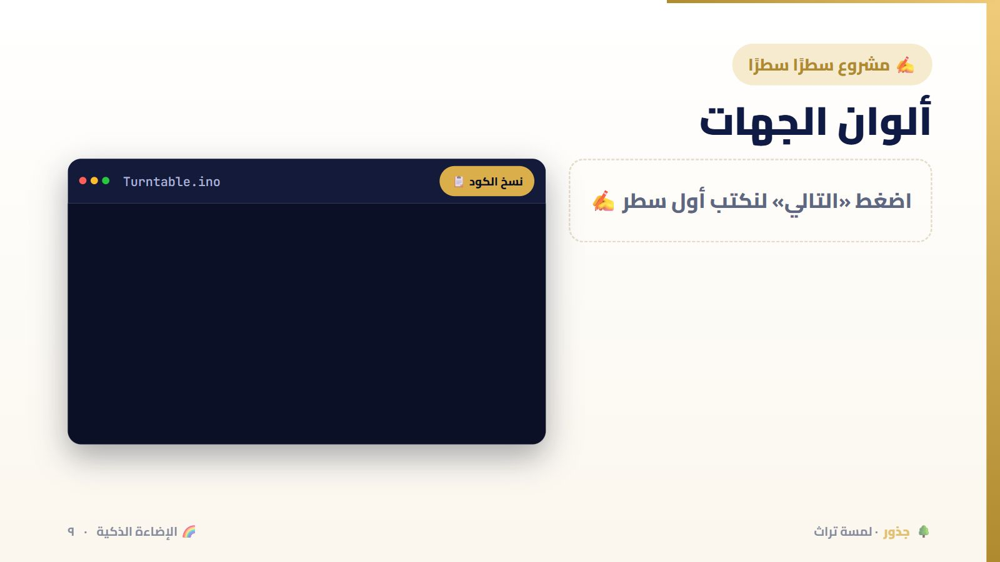 ✍️ مشروع سطرًا سطرًا
ألوان الجهات
اضغط «التالي» لنكتب أول سطر ✍️
Turntable.ino
نسخ الكود 📋
🌳 جذور · لمسة تراث
🌈 الإضاءة الذكية · ٩